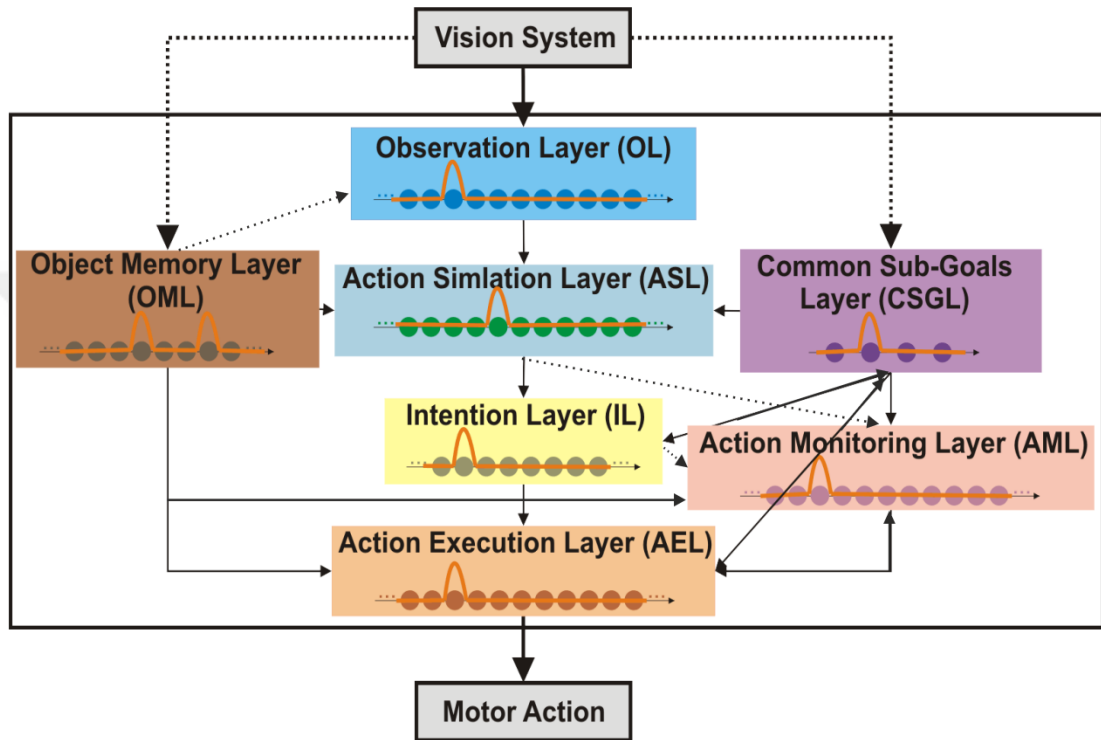 Vision System
Observation Layer (OL)
Object Memory Layer
(OML)
Action Simlation Layer (ASL)
Common Sub-Goals
Layer (CSGL)
Intention Layer (IL)
Action Monitoring Layer (AML)
Action Execution Layer (AEL)
Motor Action